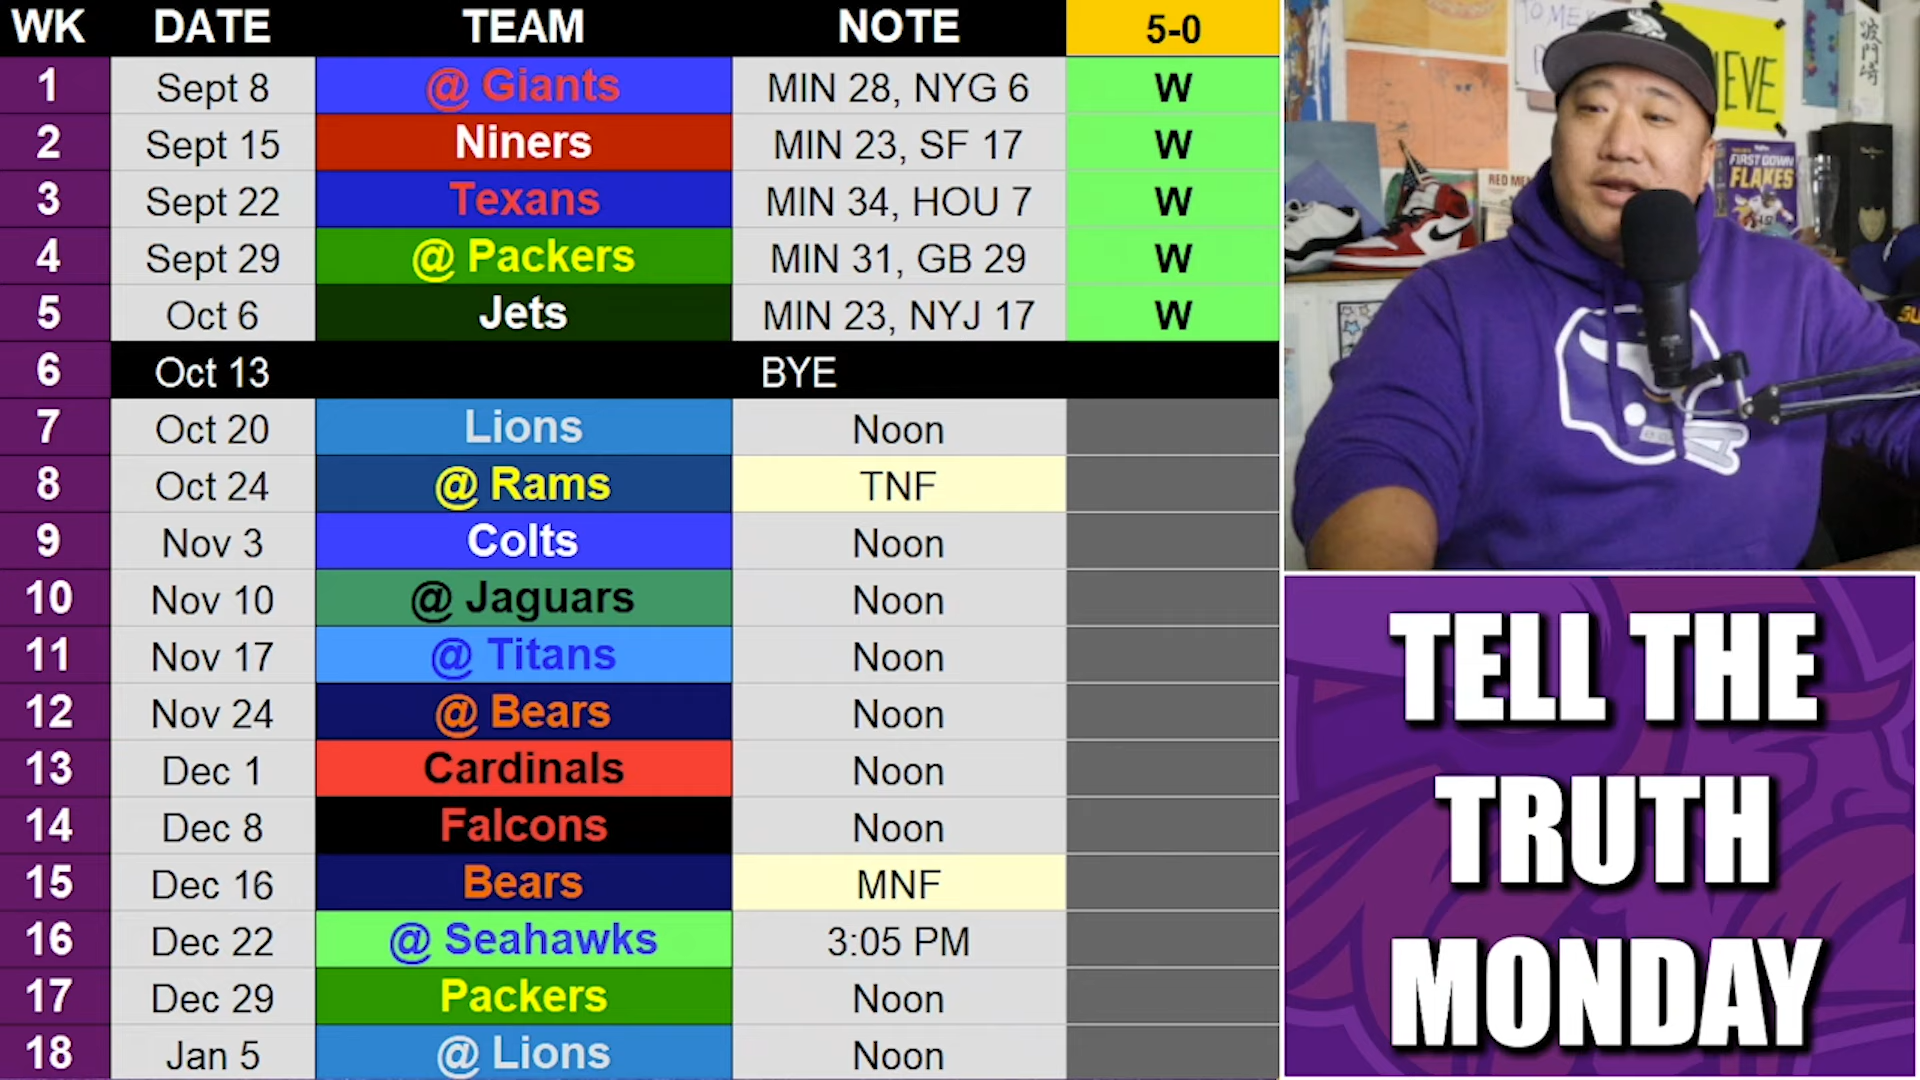 WK DATE TEAM NOTE 5-0
1 Sept 8 @ Giants MIN 28, NYG 6 W
2 Sept 15 Niners MIN 23, SF 17 W
3 Sept 22 Texans MIN 34, HOU 7 W
4 Sept 29 @ Packers MIN 31, GB 29 W
5 Oct 6 Jets MIN 23, NYJ 17 W
6 Oct 13 BYE
7 Oct 20 Lions Noon
8 Oct 24 @ Rams TNF
9 Nov 3 Colts Noon
10 Nov 10 @ Jaguars Noon
11 Nov 17 @ Titans Noon
12 Nov 24 @ Bears Noon
13 Dec 1 Cardinals Noon
14 Dec 8 Falcons Noon
15 Dec 16 Bears MNF
16 Dec 22 @ Seahawks 3:05 PM
17 Dec 29 Packers Noon
18 Jan 5 @ Lions Noon
TO ME
EVE
FIRST DOWN
FLAKES
RED
SU
TELL THE
TRUTH
MONDAY